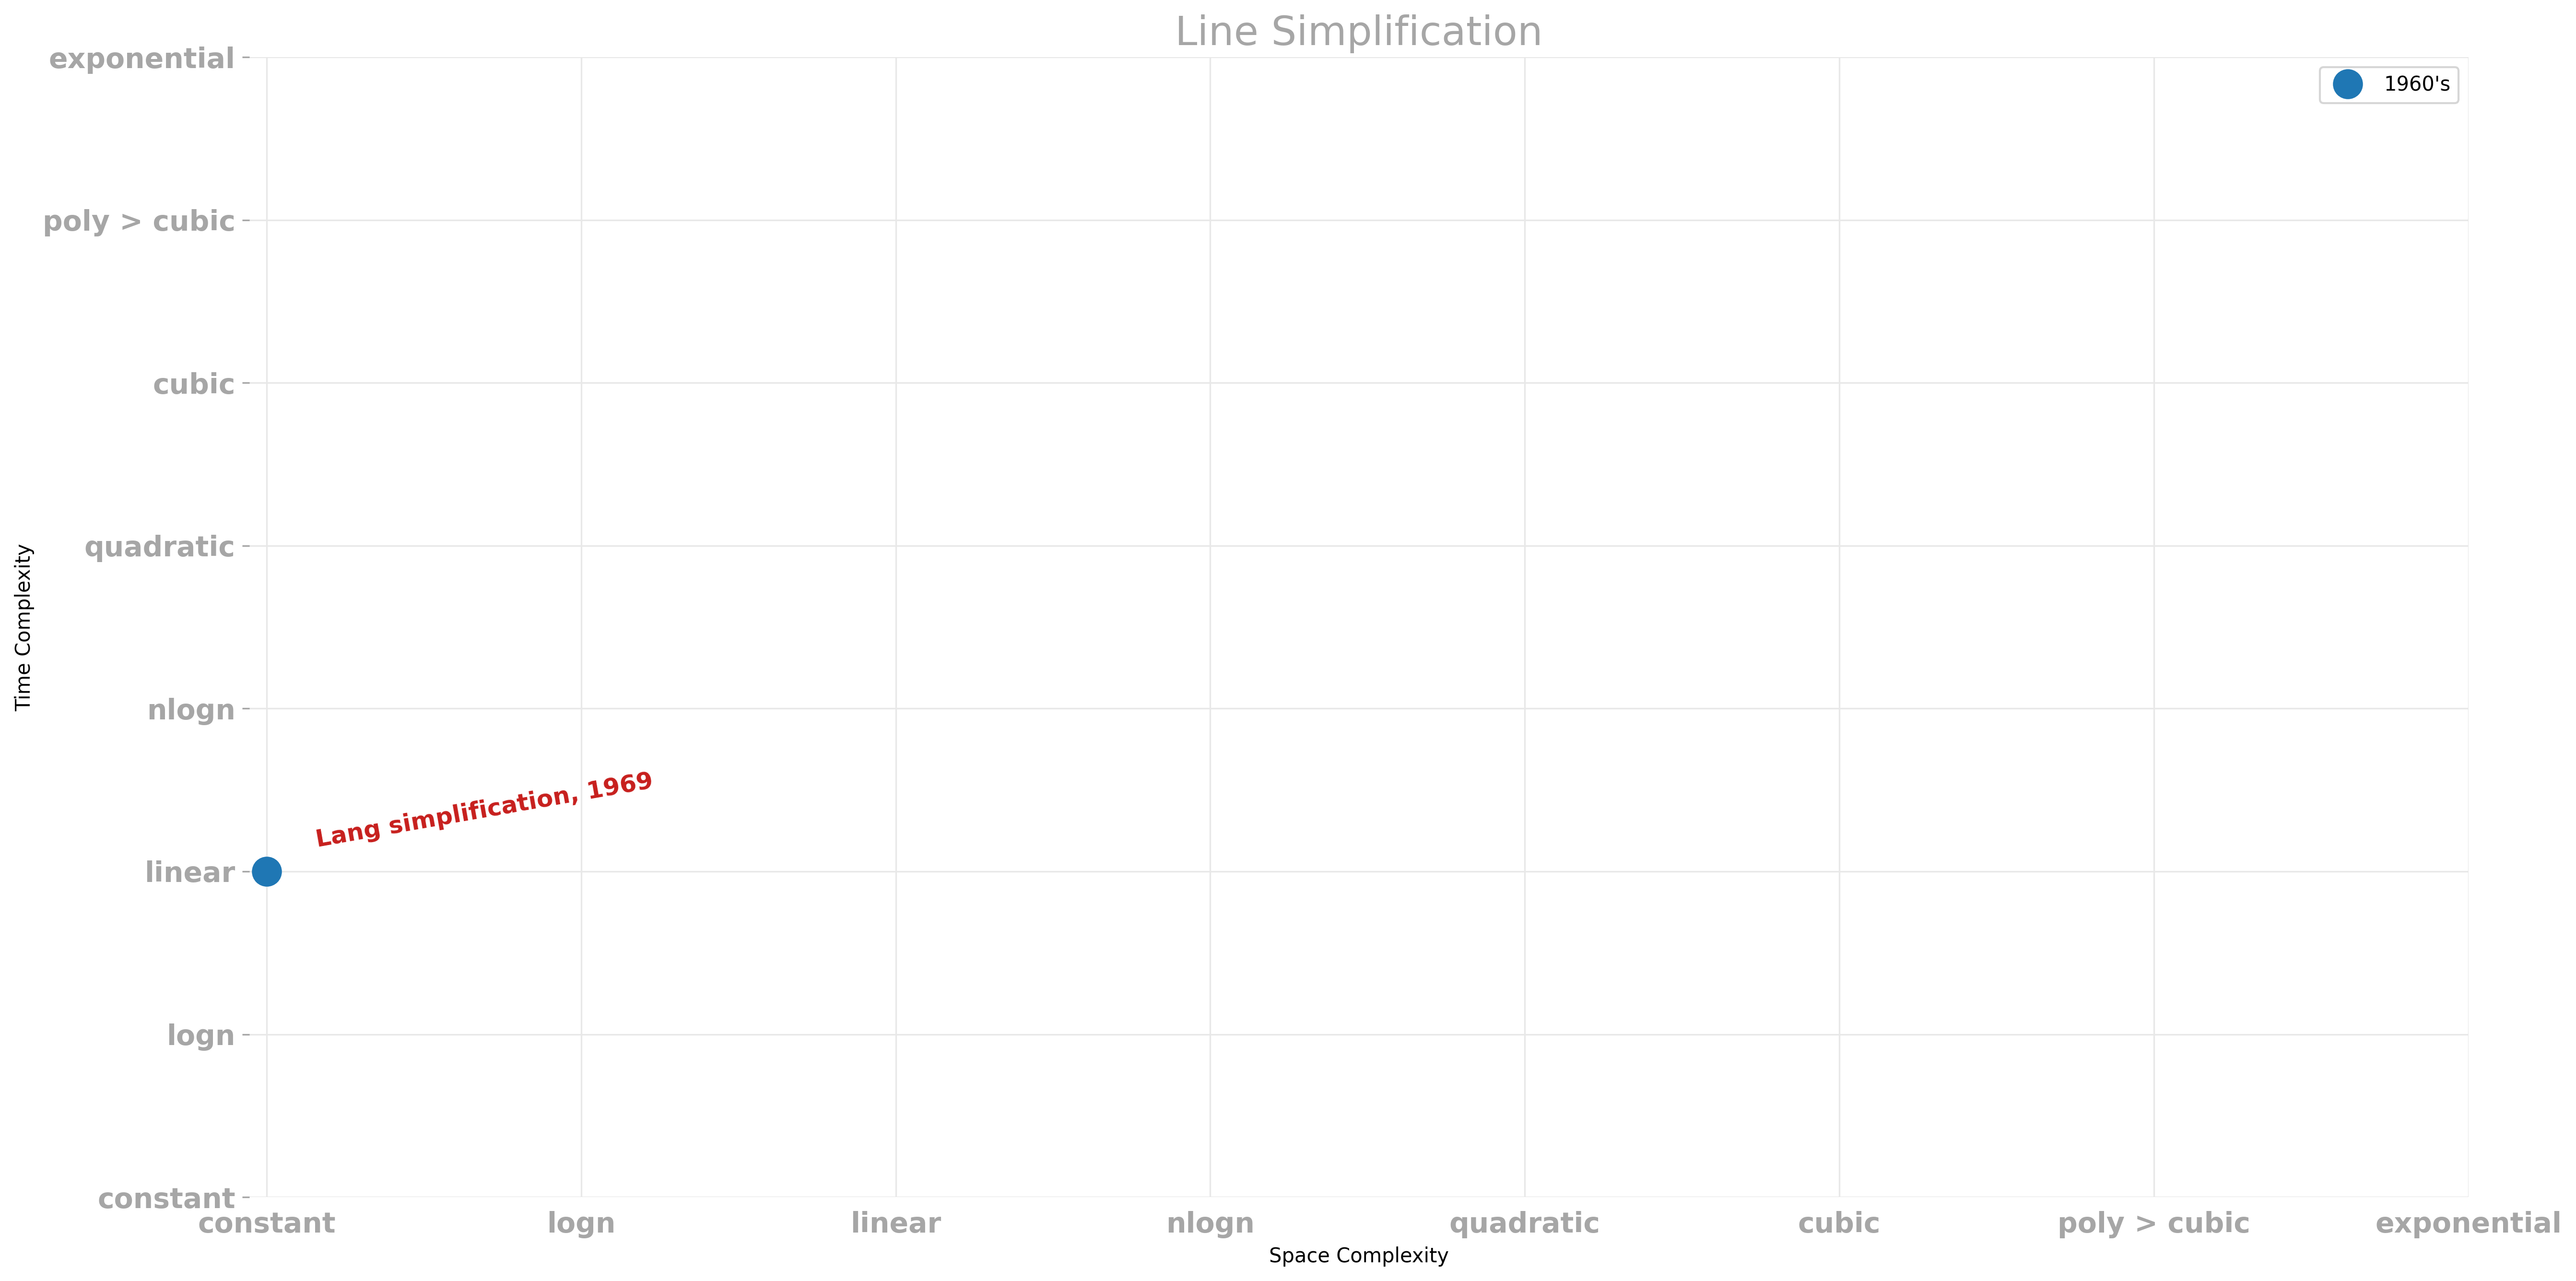 Line Simplification
1960's
exponential
poly > cubic
cubic
quadratic
nlogn
linear
logn
constant
Time Complexity
Lang simplification, 1969
constant
logn
linear
nlogn
quadratic
cubic
poly > cubic
exponential
Space Complexity